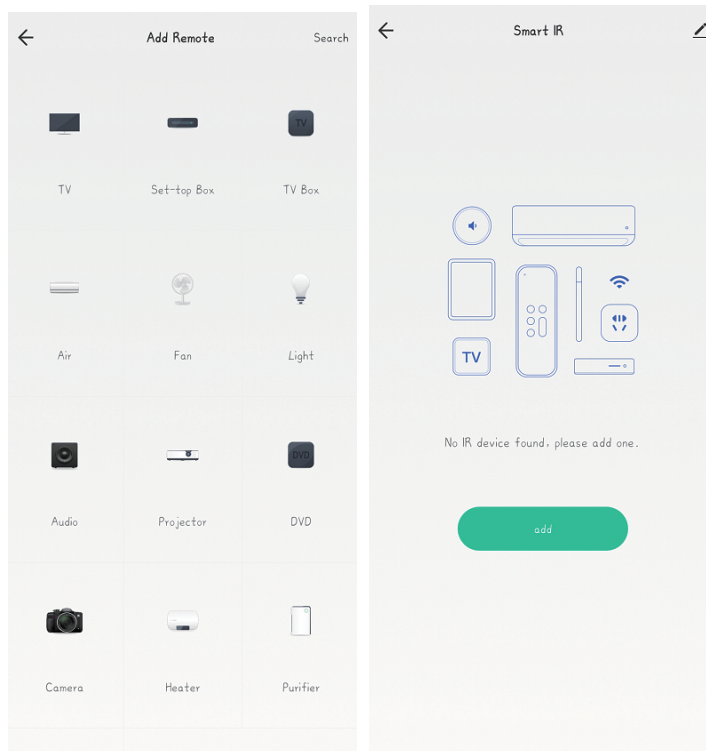 Add Remote
Search
TV
TV
Set-top Box
TV Box
Air
Fan
Light
DVD
Audio
Projector
DVD
Camera
Heater
Purifier
Smart IR
TV
No IR device found, please add one.
add